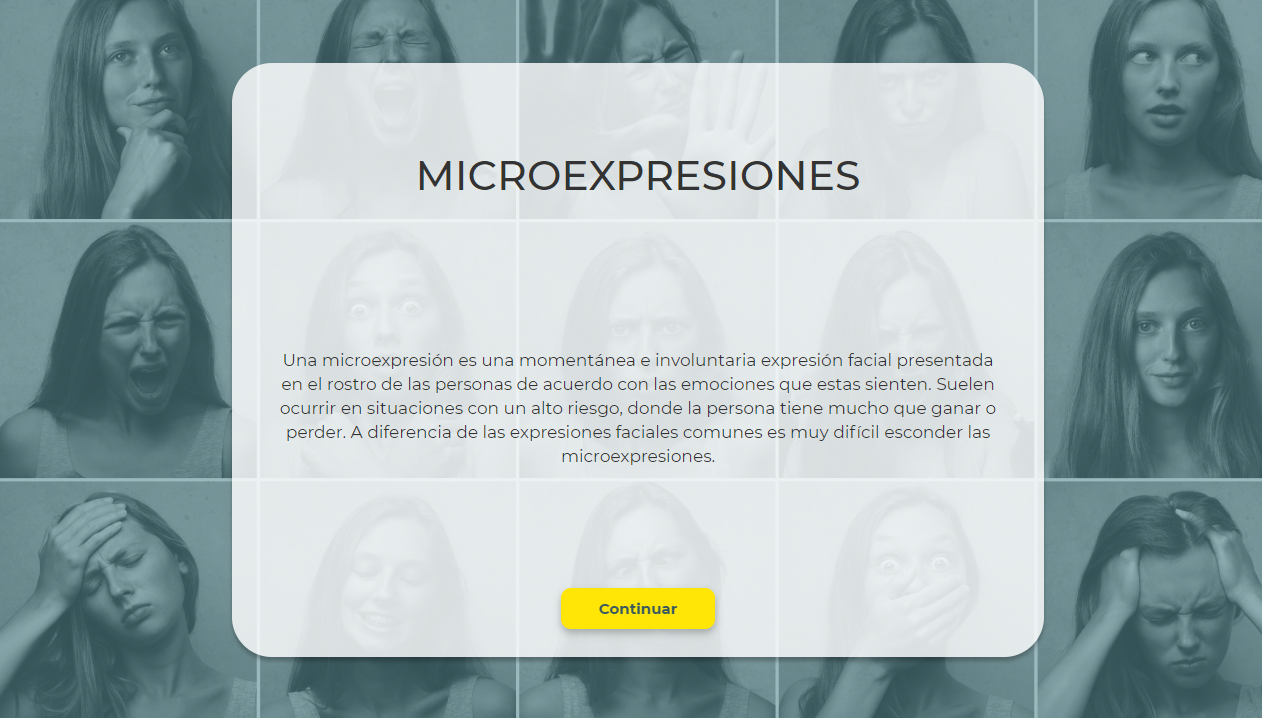 MICROEXPRESIONES
Una microexpresión es una momentánea e involuntaria expresión facial presentada
en el rostro de las personas de acuerdo con las emociones que estas sienten. Suelen
ocurrir en situaciones con un alto riesgo, donde la persona tiene mucho que ganar o
perder. A diferencia de las expresiones faciales comunes es muy difícil esconder las
microexpresiones.
Continuar